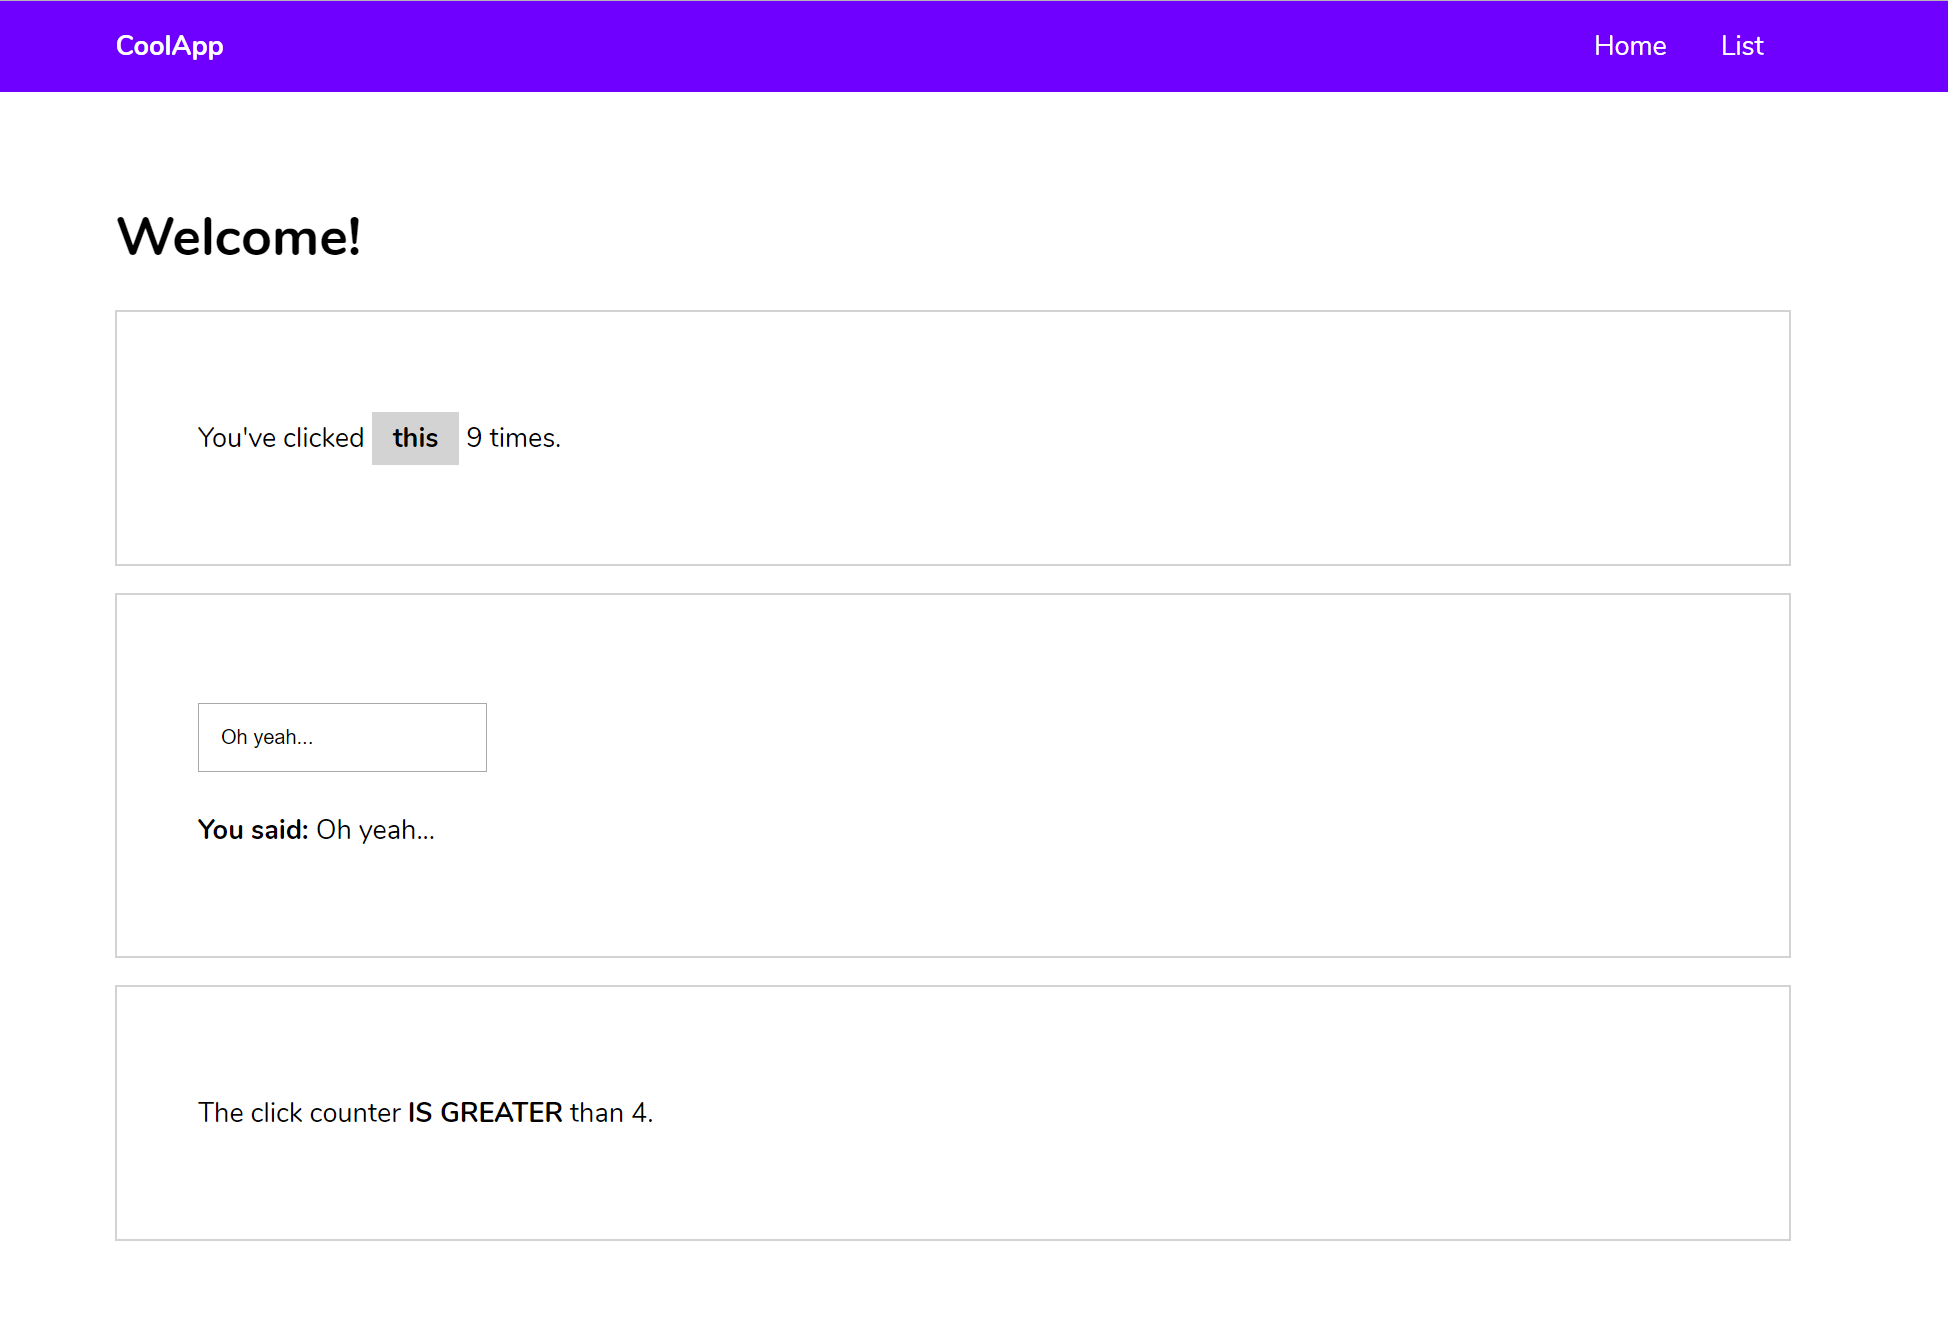 CoolApp Home List
Welcome!
You've clicked this 9 times.
Oh yeah...
You said: Oh yeah...
The click counter IS GREATER than 4.